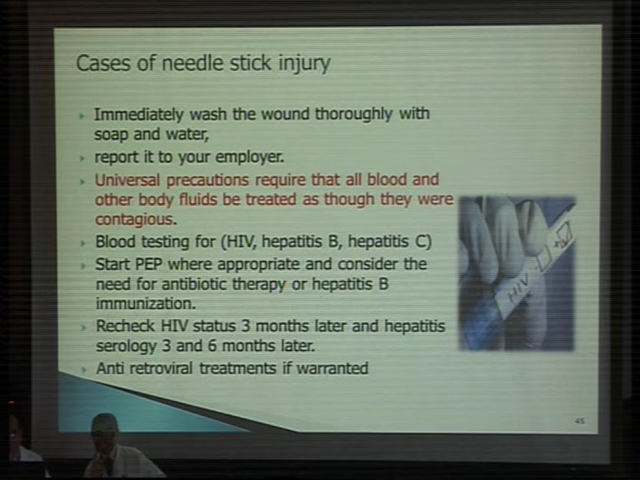 Cases of needle stick injury
Immediately wash the wound thoroughly with
soap and water,
report it to your employer.
Universal precautions require that all blood and
other body fluids be treated as though they were
contagious.
Blood testing for (HIV, hepatitis B, hepatitis C)
Start PEP where appropriate and consider the
need for antibiotic therapy or hepatitis B
immunization.
Recheck HIV status 3 months later and hepatitis
serology 3 and 6 months later.
Anti retroviral treatments if warranted
HIV
45